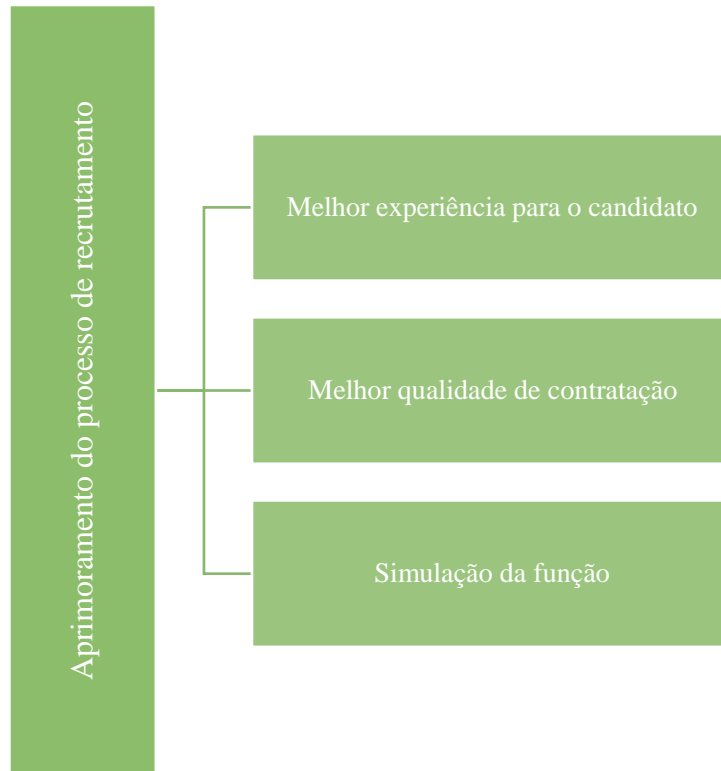 Aprimoramento do processo de recrutamento
Melhor experiência para o candidato
Melhor qualidade de contratação
Simulação da função